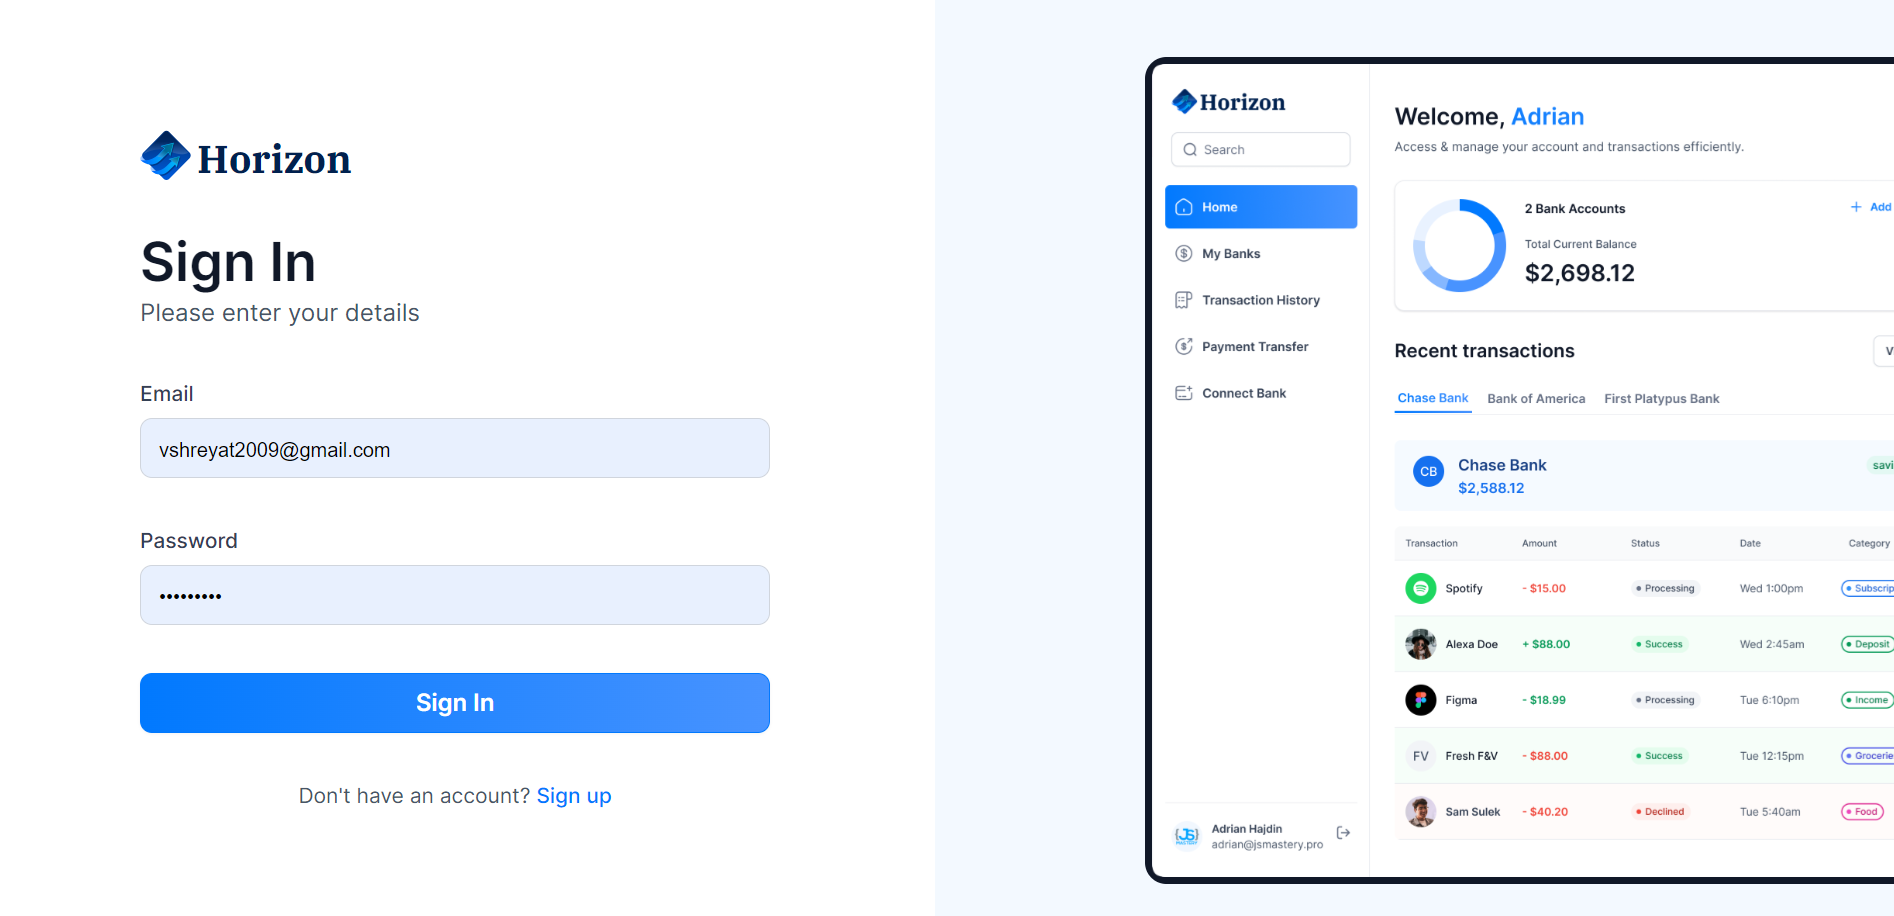 Horizon
Sign In
Please enter your details
Email
vshreyat2009@gmail.com
Password
•••••••••
Sign In
Don't have an account? Sign up
Horizon
Search
Home
My Banks
Transaction History
Payment Transfer
Connect Bank
Adrian Hajdin
adrian@jsmastery.pro
Welcome, Adrian
Access & manage your account and transactions efficiently.
2 Bank Accounts
+ Add
Total Current Balance
$2,698.12
Recent transactions
Chase Bank Bank of America First Platypus Bank
CB
Chase Bank
$2,588.12
Transaction Amount Status Date Category
Spotify - $15.00 Processing Wed 1:00pm
Alexa Doe + $88.00 Success Wed 2:45am Deposit
Figma - $18.99 Processing Tue 6:10pm Income
FV Fresh F&V - $88.00 Success Tue 12:15pm
Sam Sulek - $40.20 Declined Tue 5:40am Food